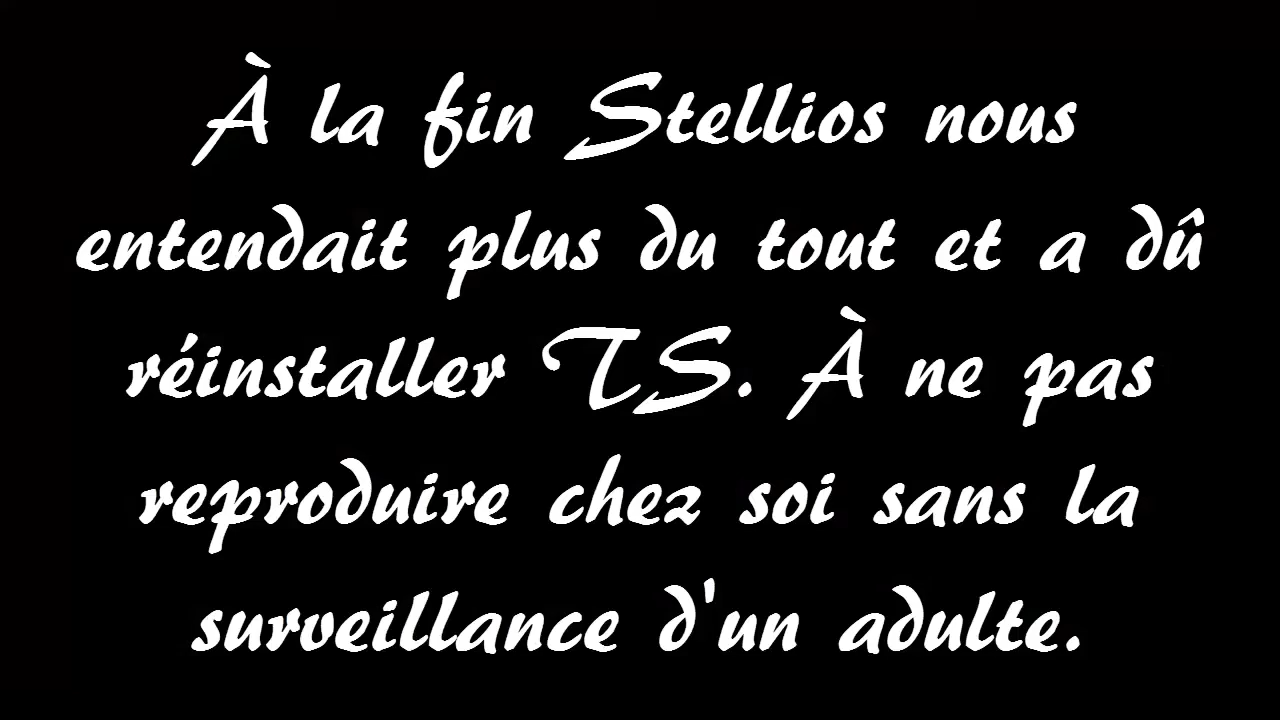 À la fin Stellios nous
entendait plus du tout et a dû
réinstaller TS. À ne pas
reproduire chez soi sans la
surveillance d'un adulte.